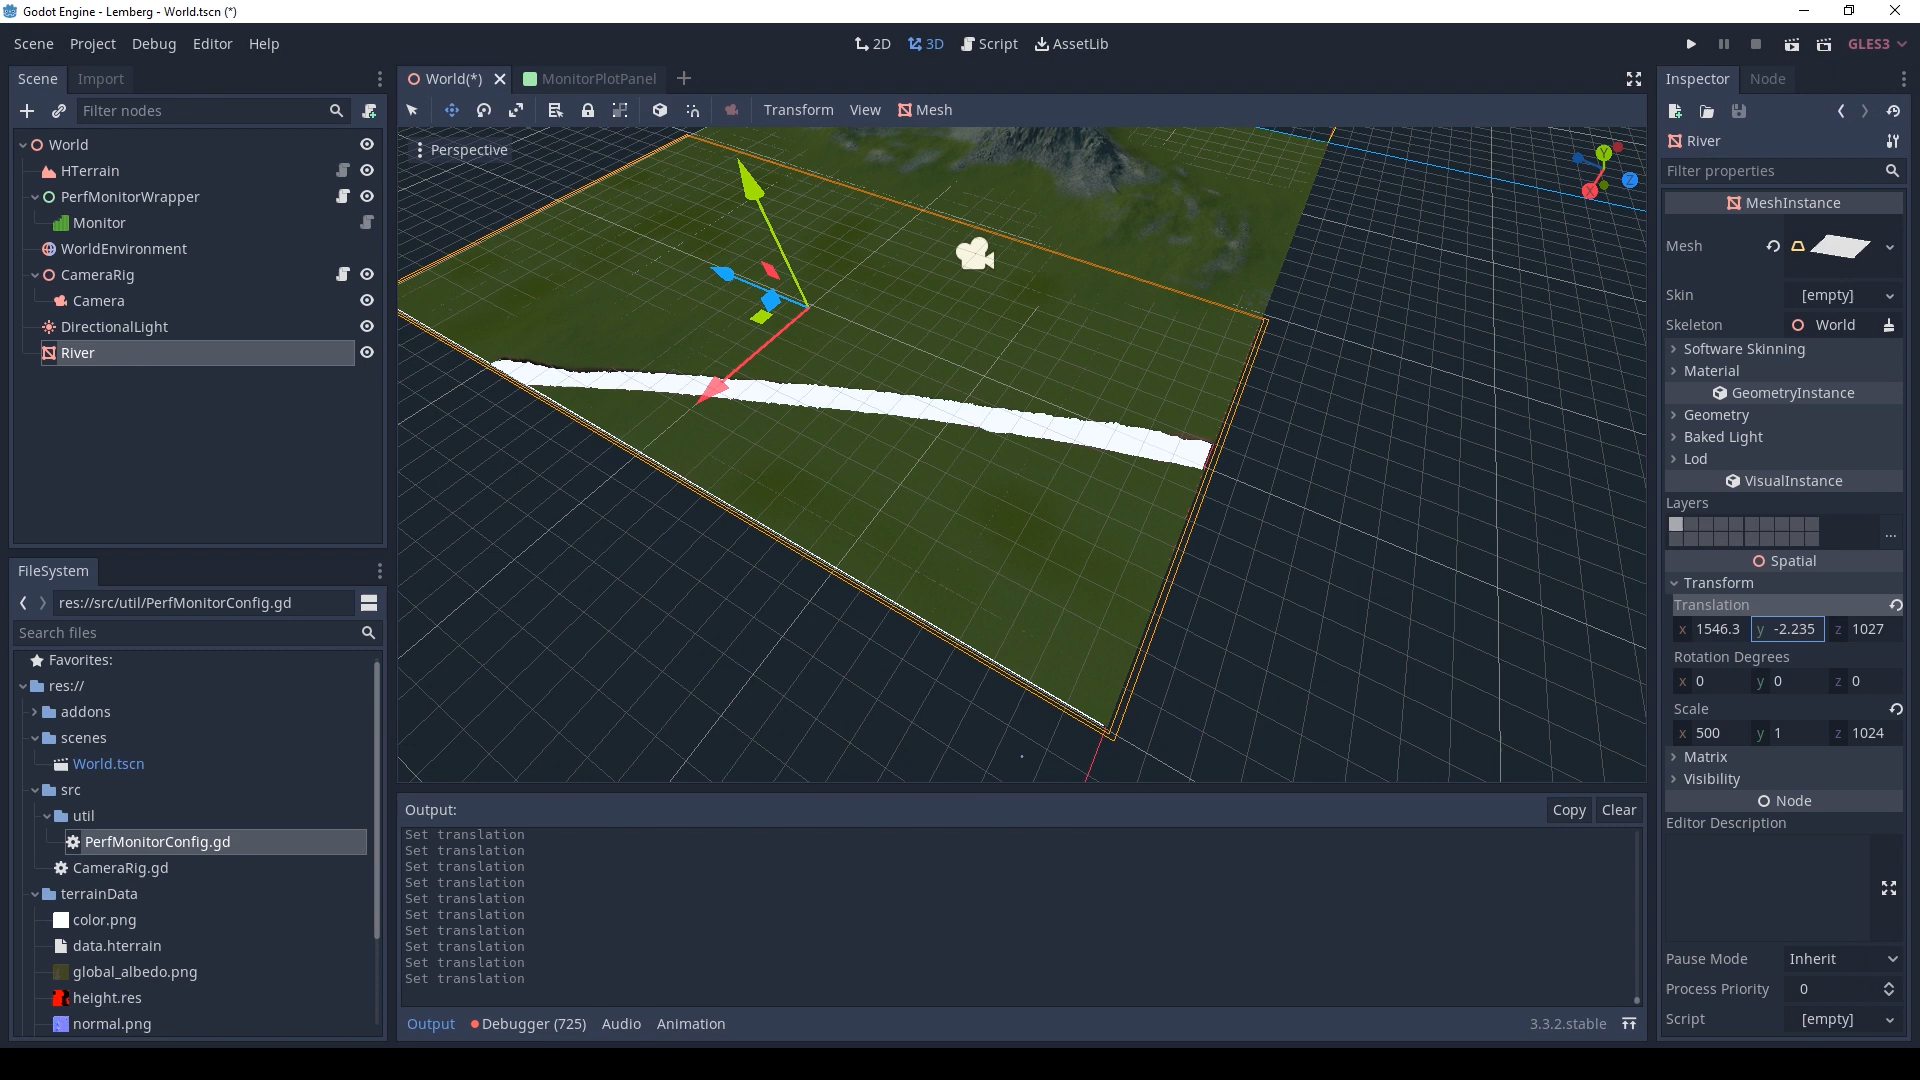 Godot Engine - Lemberg - World.tscn (*)
Scene Project Debug Editor Help
2D 3D Script AssetLib
GLES3
Scene Import
Filter nodes
World
HTerrain
PerfMonitorWrapper
Monitor
WorldEnvironment
CameraRig
Camera
DirectionalLight
River
FileSystem
res://src/util/PerfMonitorConfig.gd
Search files
Favorites:
res://
addons
scenes
World.tscn
src
util
PerfMonitorConfig.gd
CameraRig.gd
terrainData
color.png
data.hterrain
global_albedo.png
height.res
normal.png
World(*) MonitorPlotPanel
Transform View Mesh
Perspective
Y
X
Z
Output:
Copy Clear
Set translation
Set translation
Set translation
Set translation
Set translation
Set translation
Set translation
Set translation
Set translation
Set translation
Output Debugger (725) Audio Animation
3.3.2.stable
Inspector Node
River
Filter properties
MeshInstance
Mesh
Skin [empty]
Skeleton World
Software Skinning
Material
GeometryInstance
Geometry
Baked Light
Lod
VisualInstance
Layers
...
Spatial
Transform
Translation
x 1546.3 y -2.235 z 1027
Rotation Degrees
x 0 y 0 z 0
Scale
x 500 y 1 z 1024
Matrix
Visibility
Node
Editor Description
Pause Mode Inherit
Process Priority 0
Script [empty]